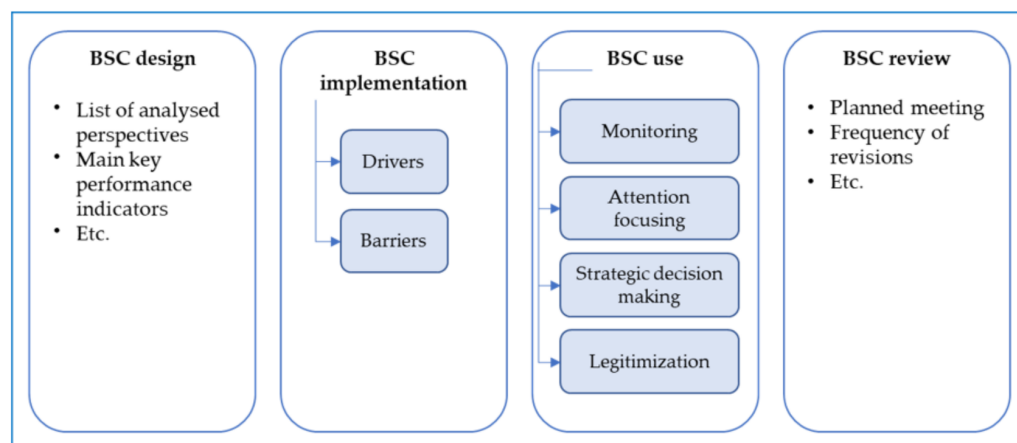 BSC design
• List of analysed
perspectives
• Main key
performance
indicators
• Etc.
BSC
implementation
Drivers
Barriers
BSC use
Monitoring
Attention
focusing
Strategic decision
making
Legitimization
BSC review
• Planned meeting
• Frequency of
revisions
• Etc.